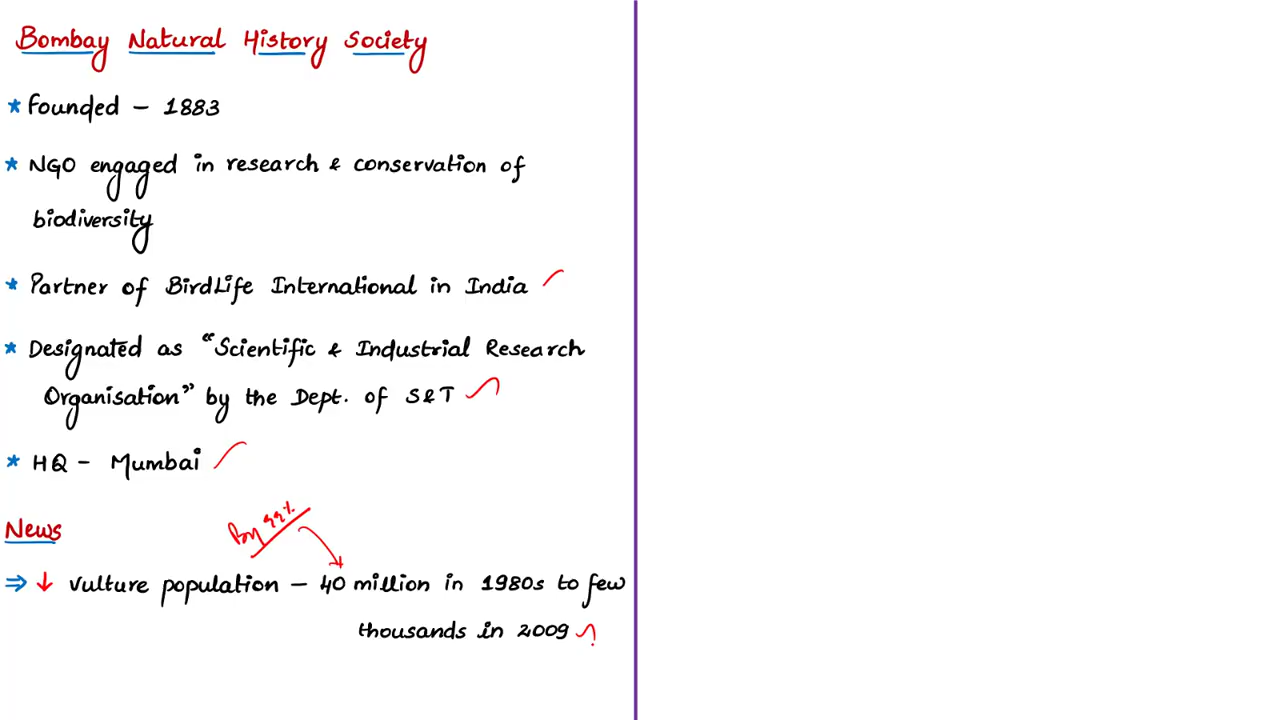 Bombay Natural History Society
* Founded - 1883
* NGO engaged in research & conservation of
biodiversity
* Partner of BirdLife International in India
* Designated as "Scientific & Industrial Research
Organisation" by the Dept. of S&T
* HQ - Mumbai
News
By 99%
⇒ ↓ Vulture population - 40 million in 1980s to few
thousands in 2009